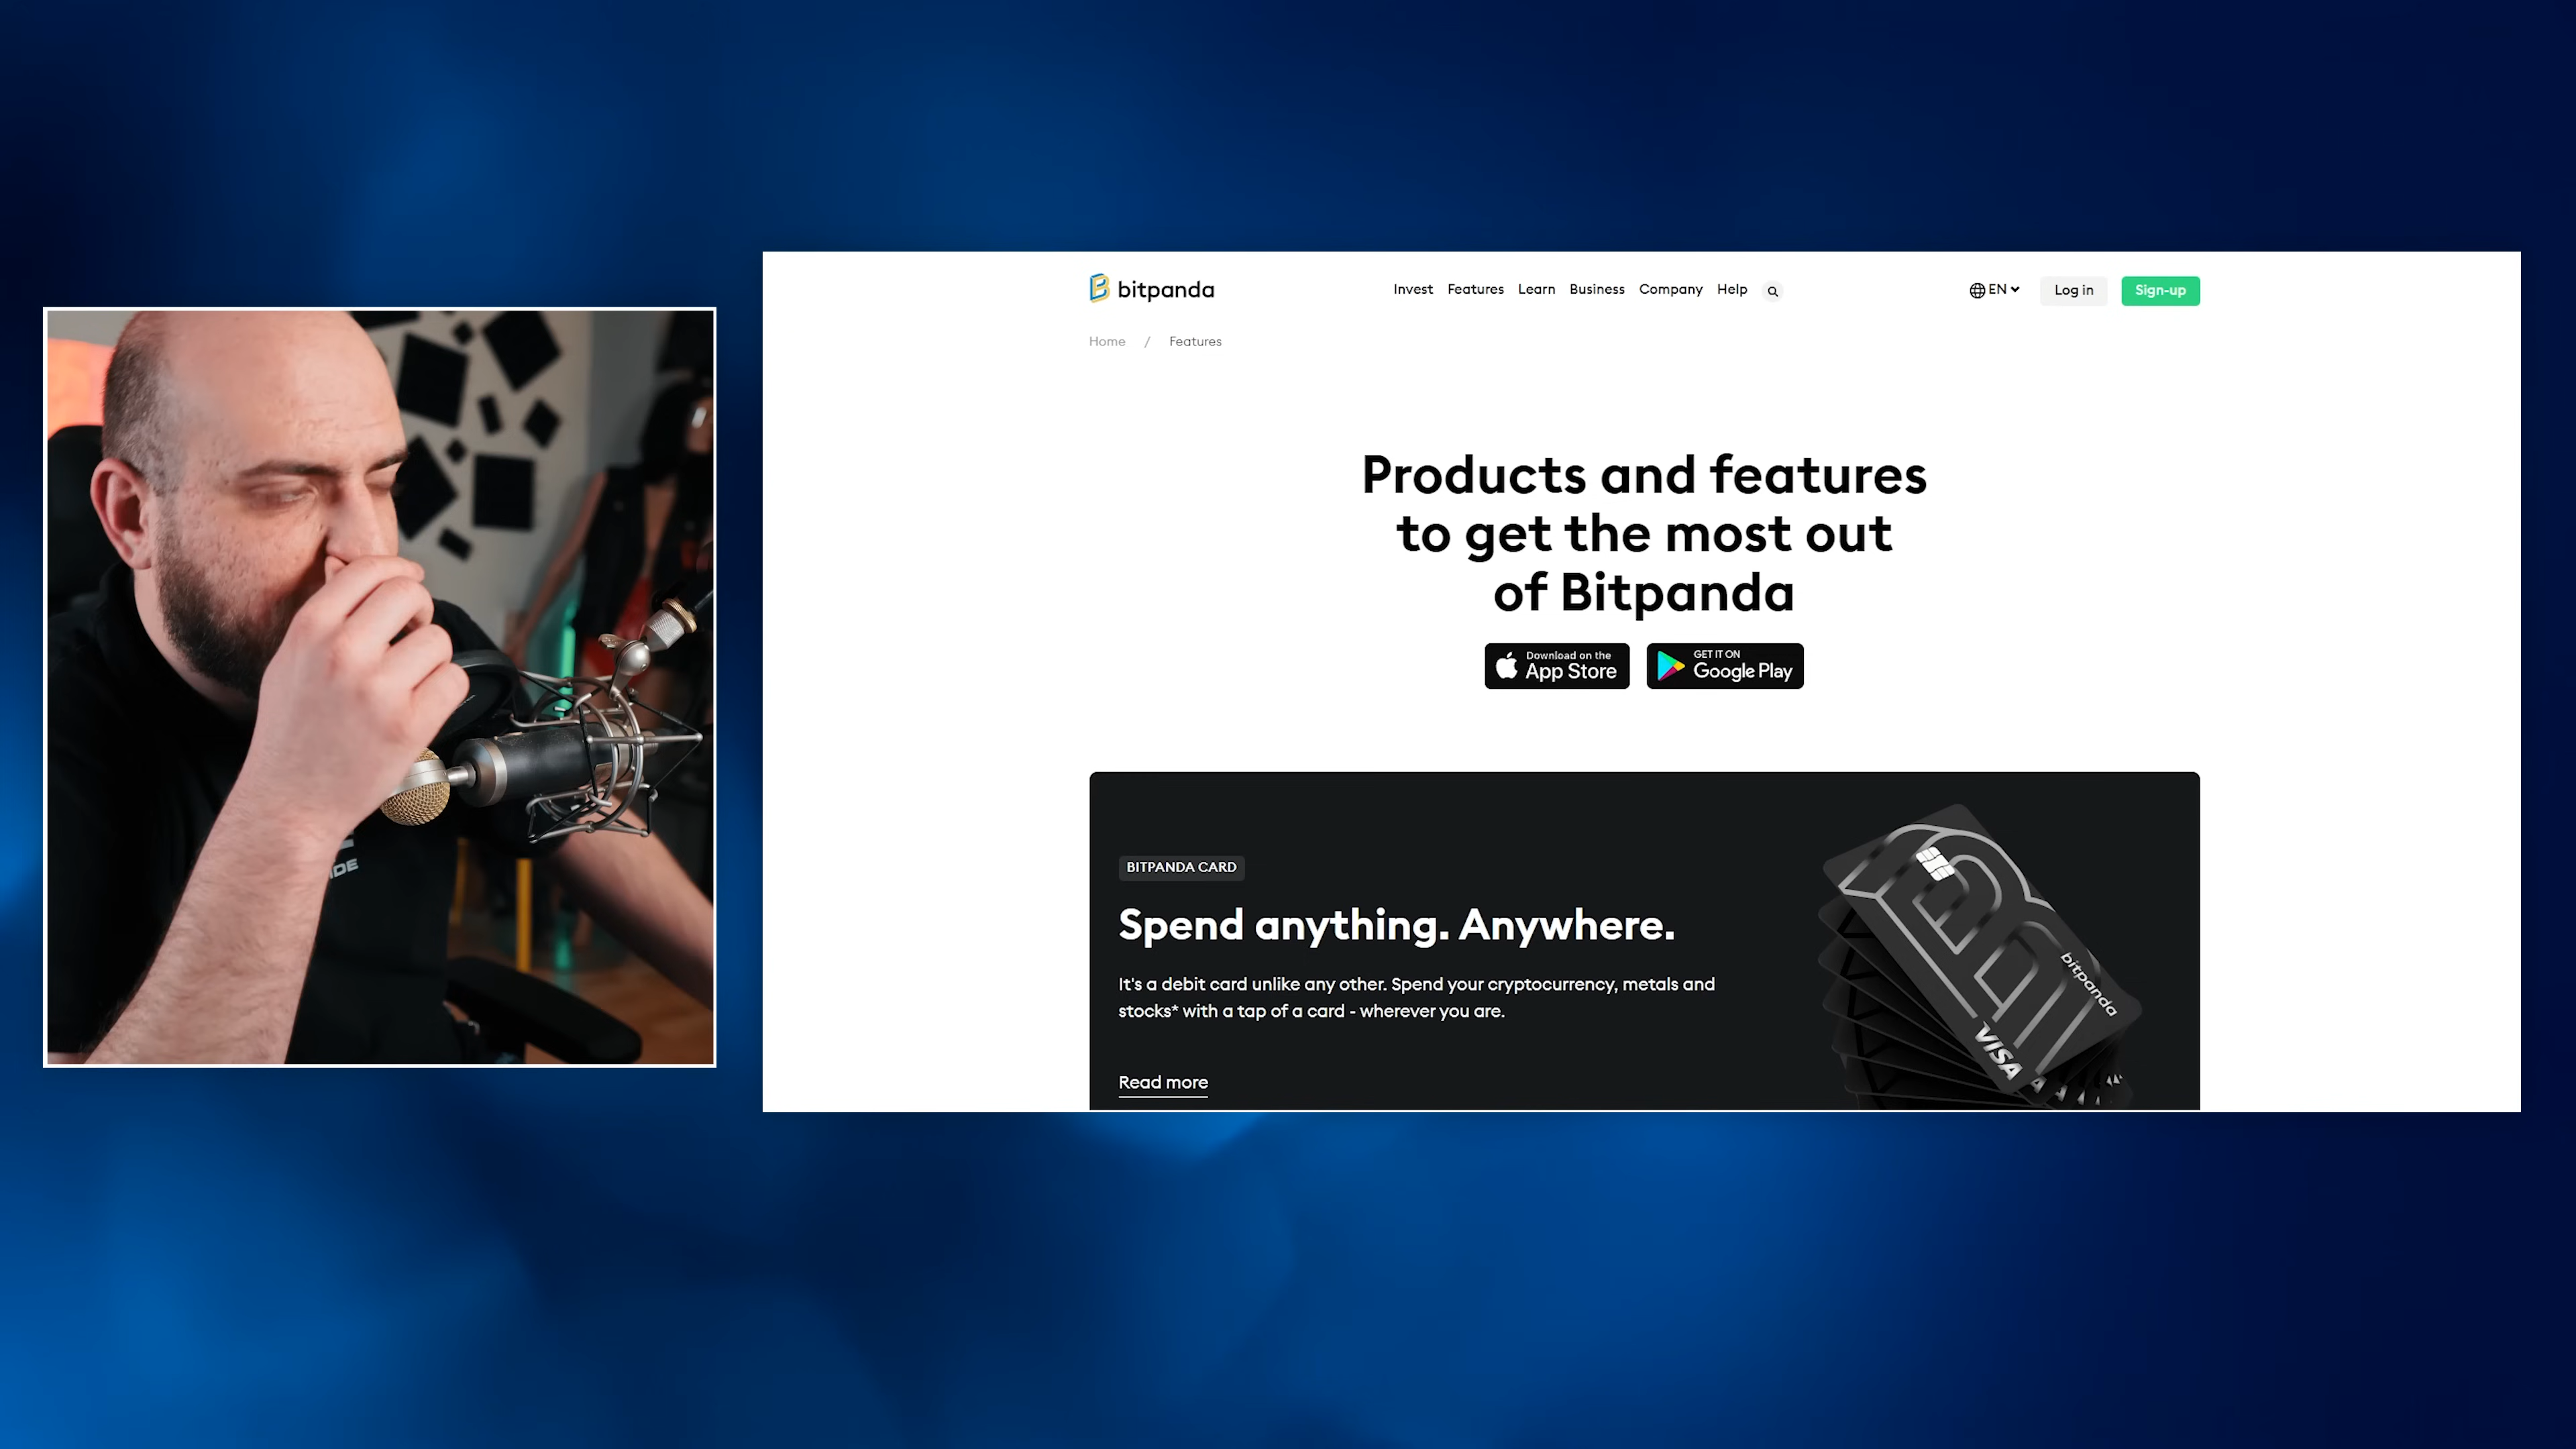 bitpanda
Invest Features Learn Business Company Help
EN
Log in
Sign-up
Home / Features
Products and features
to get the most out
of Bitpanda
Download on the
App Store
GET IT ON
Google Play
BITPANDA CARD
Spend anything. Anywhere.
It's a debit card unlike any other. Spend your cryptocurrency, metals and
stocks* with a tap of a card - wherever you are.
Read more
bitpanda
VISA